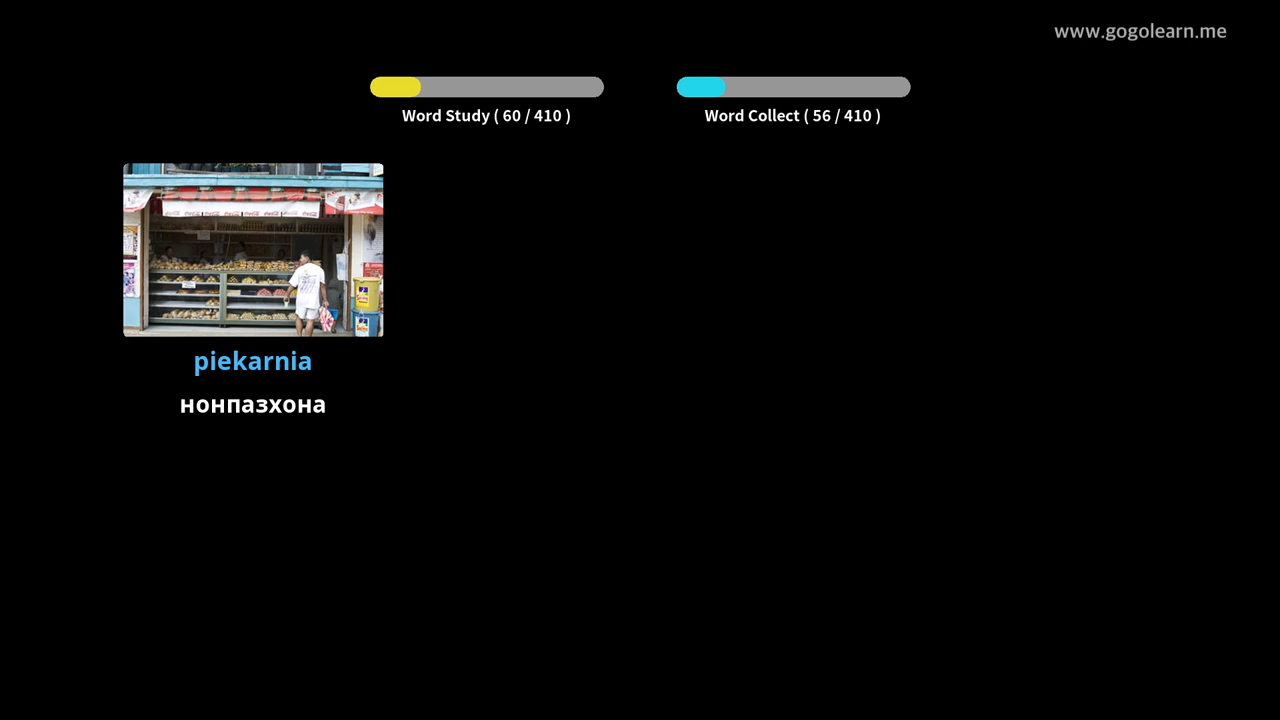 www.gogolearn.me
Word Study ( 60 / 410 )
Word Collect ( 56 / 410 )
piekarnia
нонпазхона